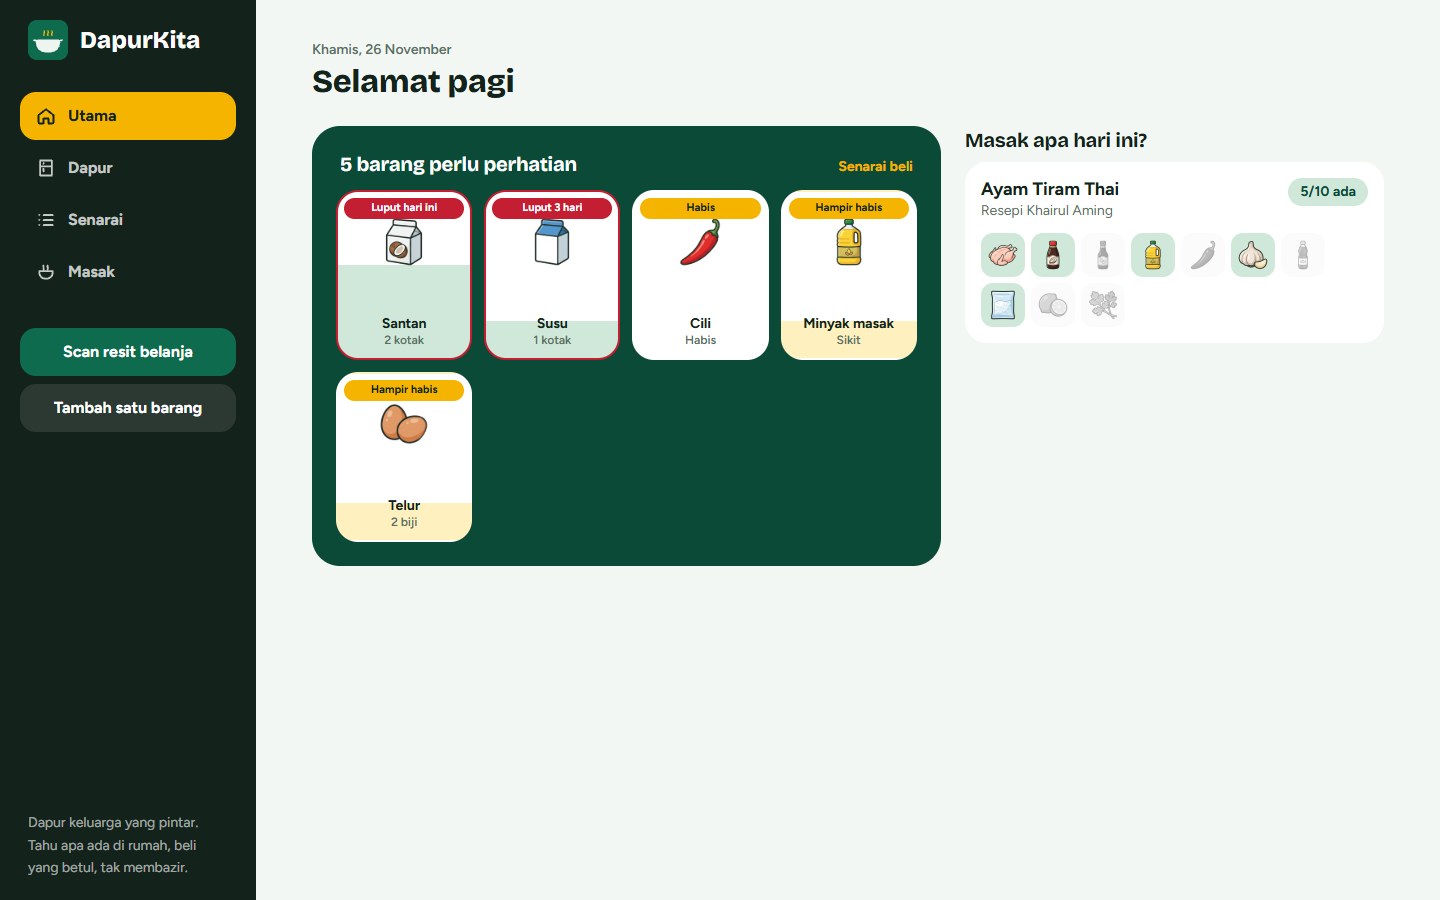 DapurKita
Utama
Dapur
Senarai
Masak
Scan resit belanja
Tambah satu barang
Dapur keluarga yang pintar.
Tahu apa ada di rumah, beli
yang betul, tak membazir.
Khamis, 26 November
Selamat pagi
5 barang perlu perhatian
Senarai beli
Luput hari ini
Santan
2 kotak
Luput 3 hari
Susu
1 kotak
Habis
Cili
Habis
Hampir habis
Minyak masak
Sikit
Hampir habis
Telur
2 biji
Masak apa hari ini?
Ayam Tiram Thai
5/10 ada
Resepi Khairul Aming